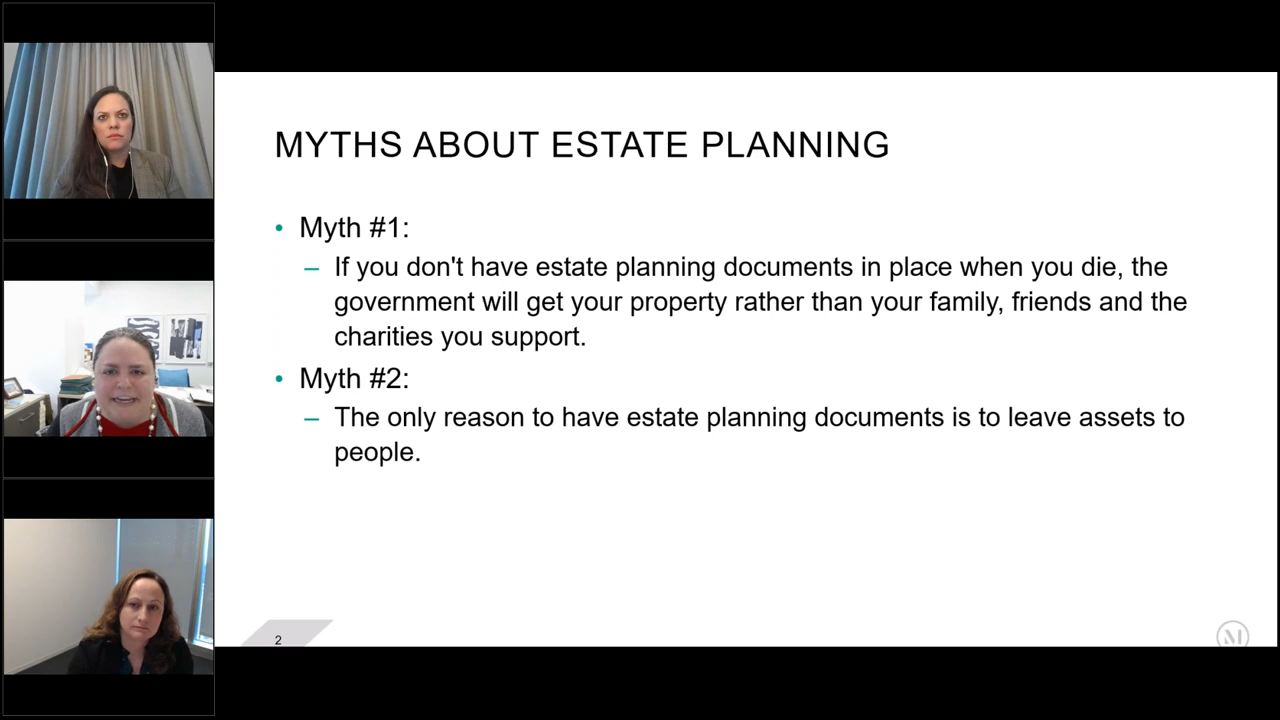 MYTHS ABOUT ESTATE PLANNING
• Myth #1:
– If you don't have estate planning documents in place when you die, the
government will get your property rather than your family, friends and the
charities you support.
• Myth #2:
– The only reason to have estate planning documents is to leave assets to
people.
2
M